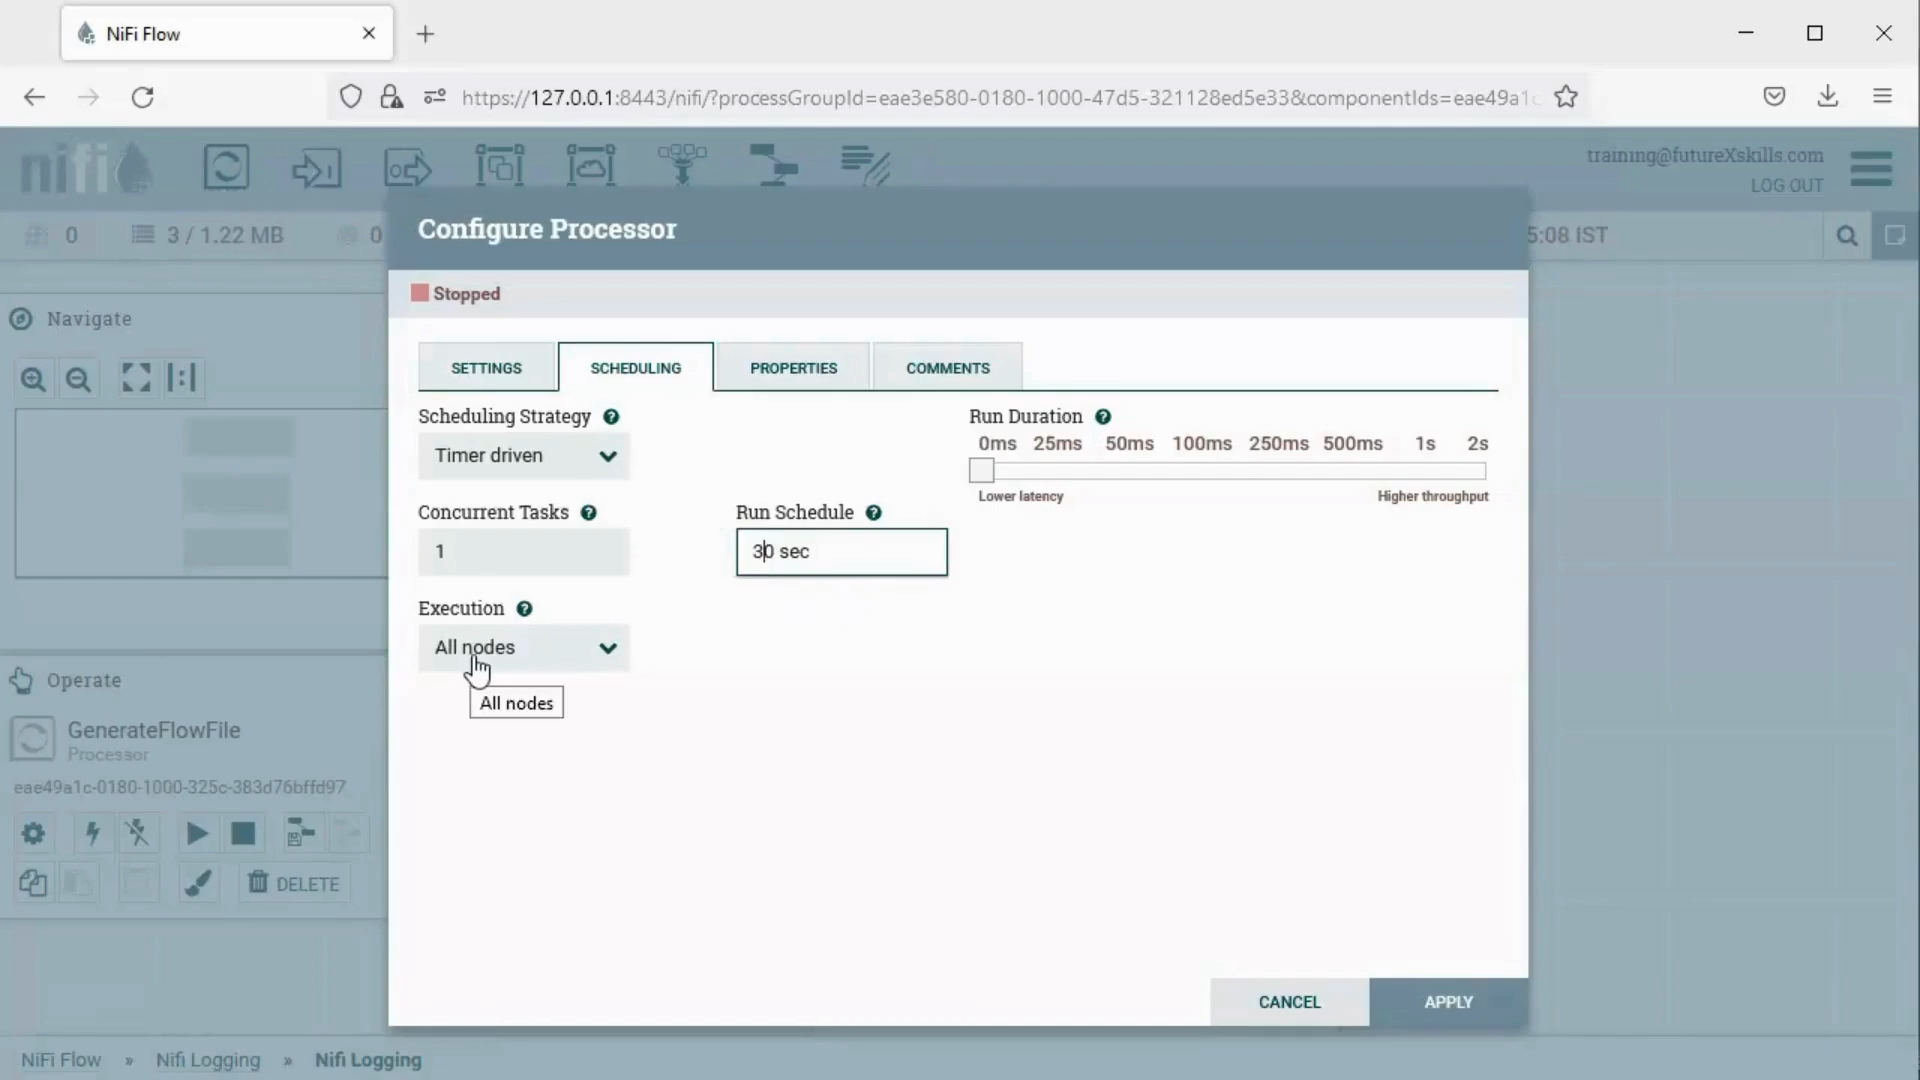 NiFi Flow
https://127.0.0.1:8443/nifi/?processGroupId=eae3e580-0180-1000-47d5-321128ed5e33&componentIds=eae49a1c
nifi
training@futureXskills.com
LOG OUT
0
3 / 1.22 MB
0
5:08 IST
Configure Processor
Stopped
SETTINGS
SCHEDULING
PROPERTIES
COMMENTS
Navigate
Scheduling Strategy
Timer driven
Run Duration
0ms 25ms 50ms 100ms 250ms 500ms 1s 2s
Lower latency
Higher throughput
Concurrent Tasks
1
Run Schedule
30 sec
Execution
All nodes
All nodes
Operate
GenerateFlowFile
Processor
eae49a1c-0180-1000-325c-383d76bffd97
DELETE
CANCEL
APPLY
NiFi Flow » Nifi Logging » Nifi Logging